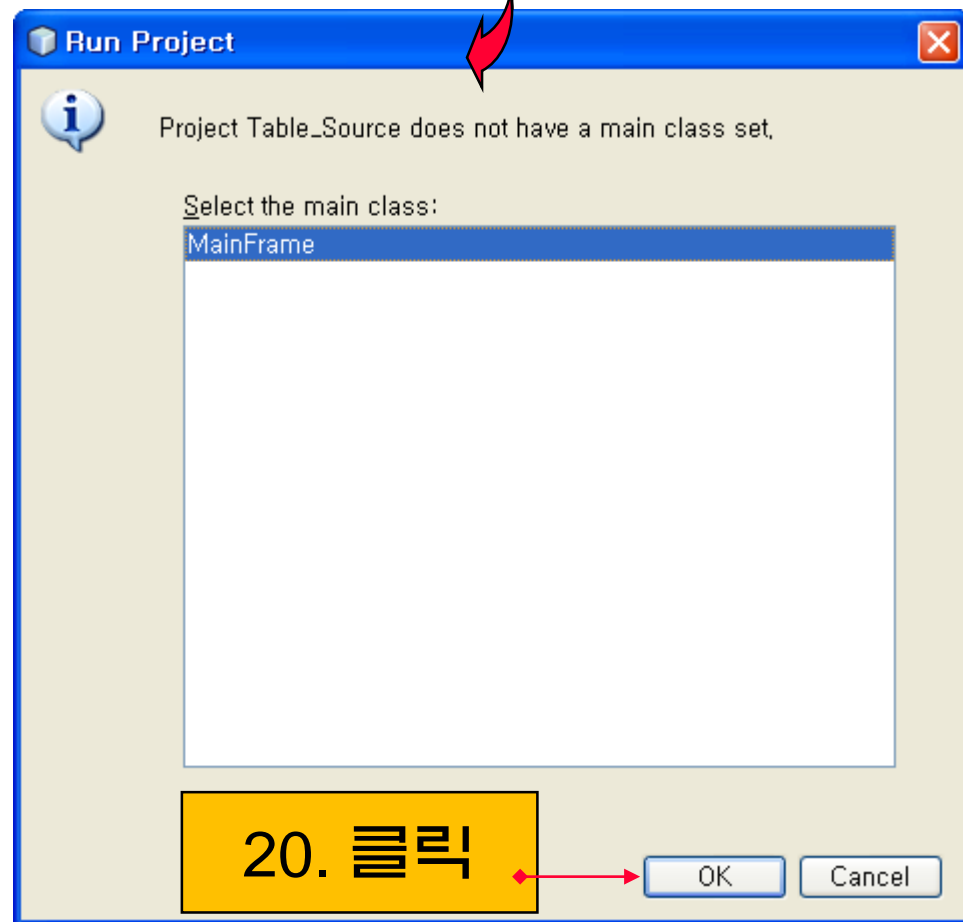 Run Project
Project Table_Source does not have a main class set,
Select the main class:
MainFrame
20. 클릭
OK
Cancel